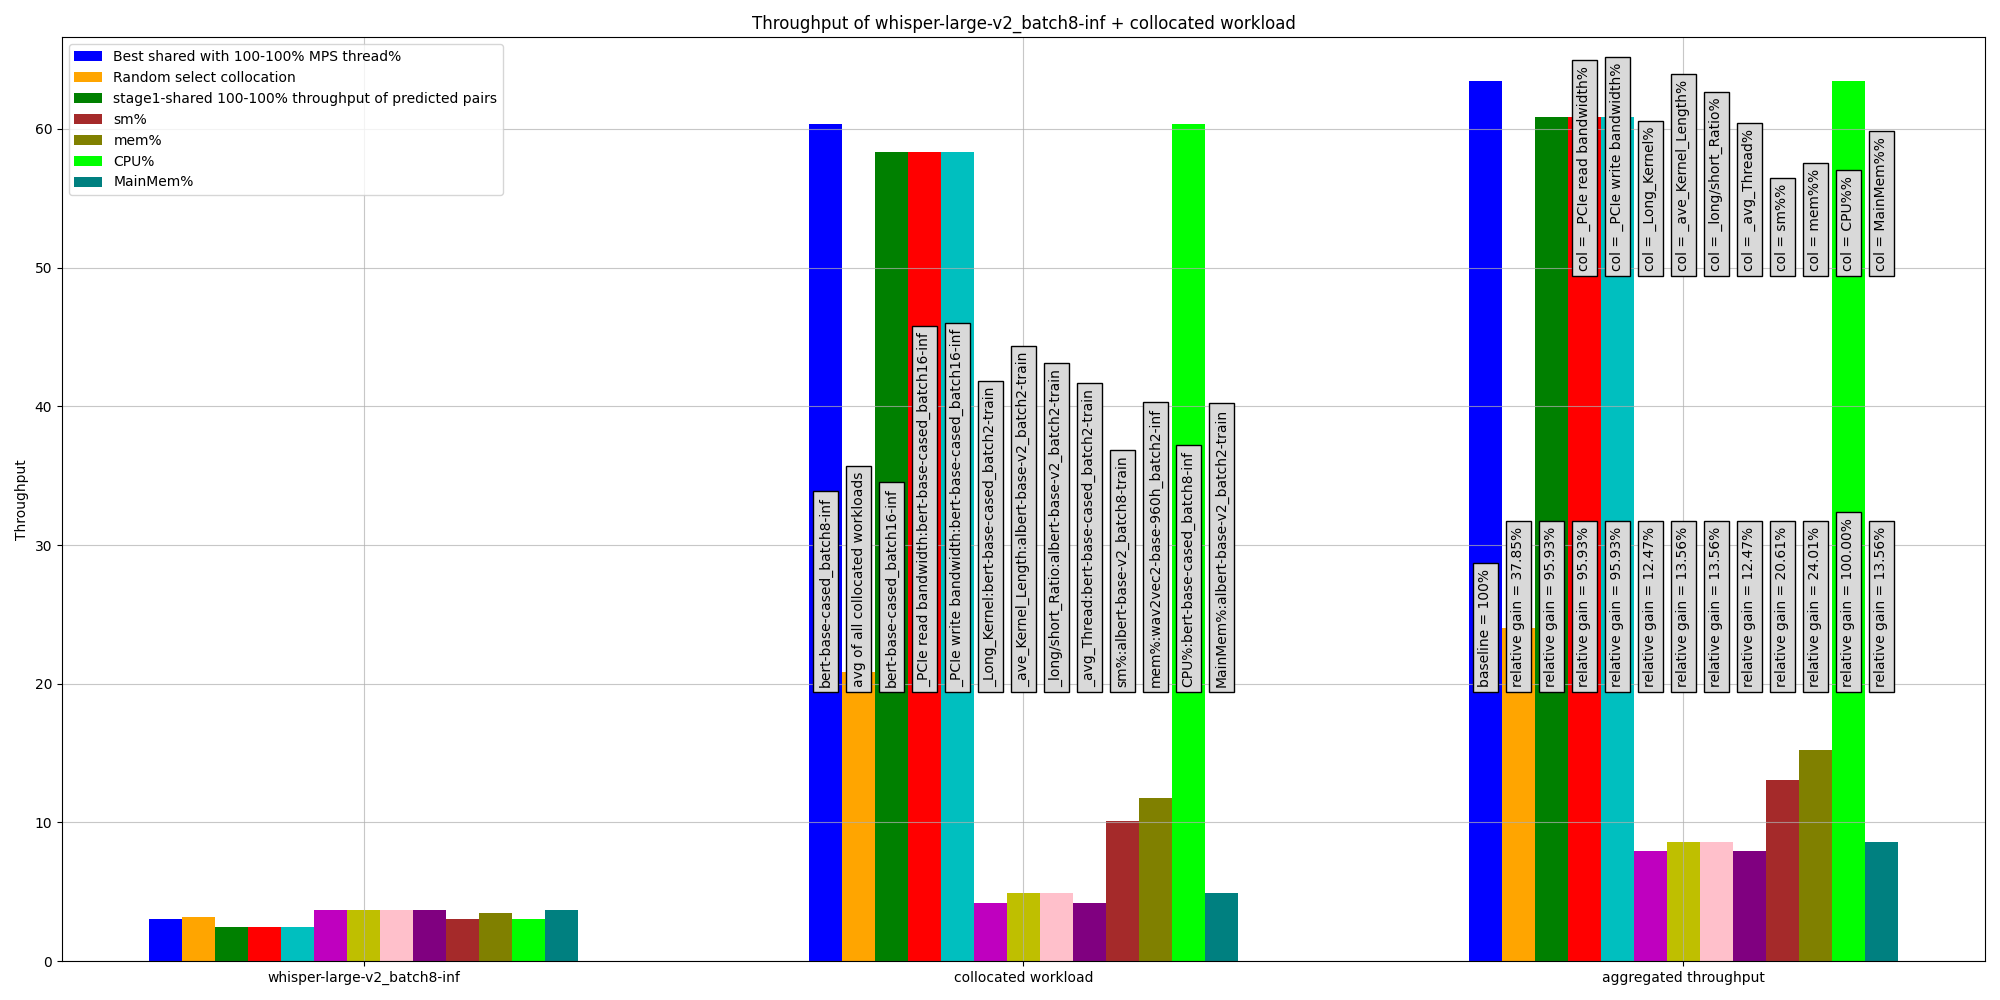 Throughput of whisper-large-v2_batch8-inf + collocated workload
Best shared with 100-100% MPS thread%
Random select collocation
stage1-shared 100-100% throughput of predicted pairs
sm%
mem%
CPU%
MainMem%
Throughput
60
50
40
30
20
10
0
bert-base-cased_batch8-inf
avg of all collocated workloads
bert-base-cased_batch16-inf
_PCIe read bandwidth:bert-base-cased_batch16-inf
_PCIe write bandwidth:bert-base-cased_batch16-inf
_Long_Kernel:bert-base-cased_batch2-train
_ave_Kernel_Length:albert-base-v2_batch2-train
_long/short_Ratio:albert-base-v2_batch2-train
_avg_Thread:bert-base-cased_batch2-train
sm%:albert-base-v2_batch8-train
mem%:wav2vec2-base-960h_batch2-inf
CPU%:bert-base-cased_batch8-inf
MainMem%:albert-base-v2_batch2-train
col = _PCIe read bandwidth%
col = _PCIe write bandwidth%
col = _Long_Kernel%
col = _ave_Kernel_Length%
col = _long/short_Ratio%
col = _avg_Thread%
col = sm%%
col = mem%%
col = CPU%%
col = MainMem%%
baseline = 100%
relative gain = 37.85%
relative gain = 95.93%
relative gain = 95.93%
relative gain = 95.93%
relative gain = 12.47%
relative gain = 13.56%
relative gain = 13.56%
relative gain = 12.47%
relative gain = 20.61%
relative gain = 24.01%
relative gain = 100.00%
relative gain = 13.56%
whisper-large-v2_batch8-inf
collocated workload
aggregated throughput